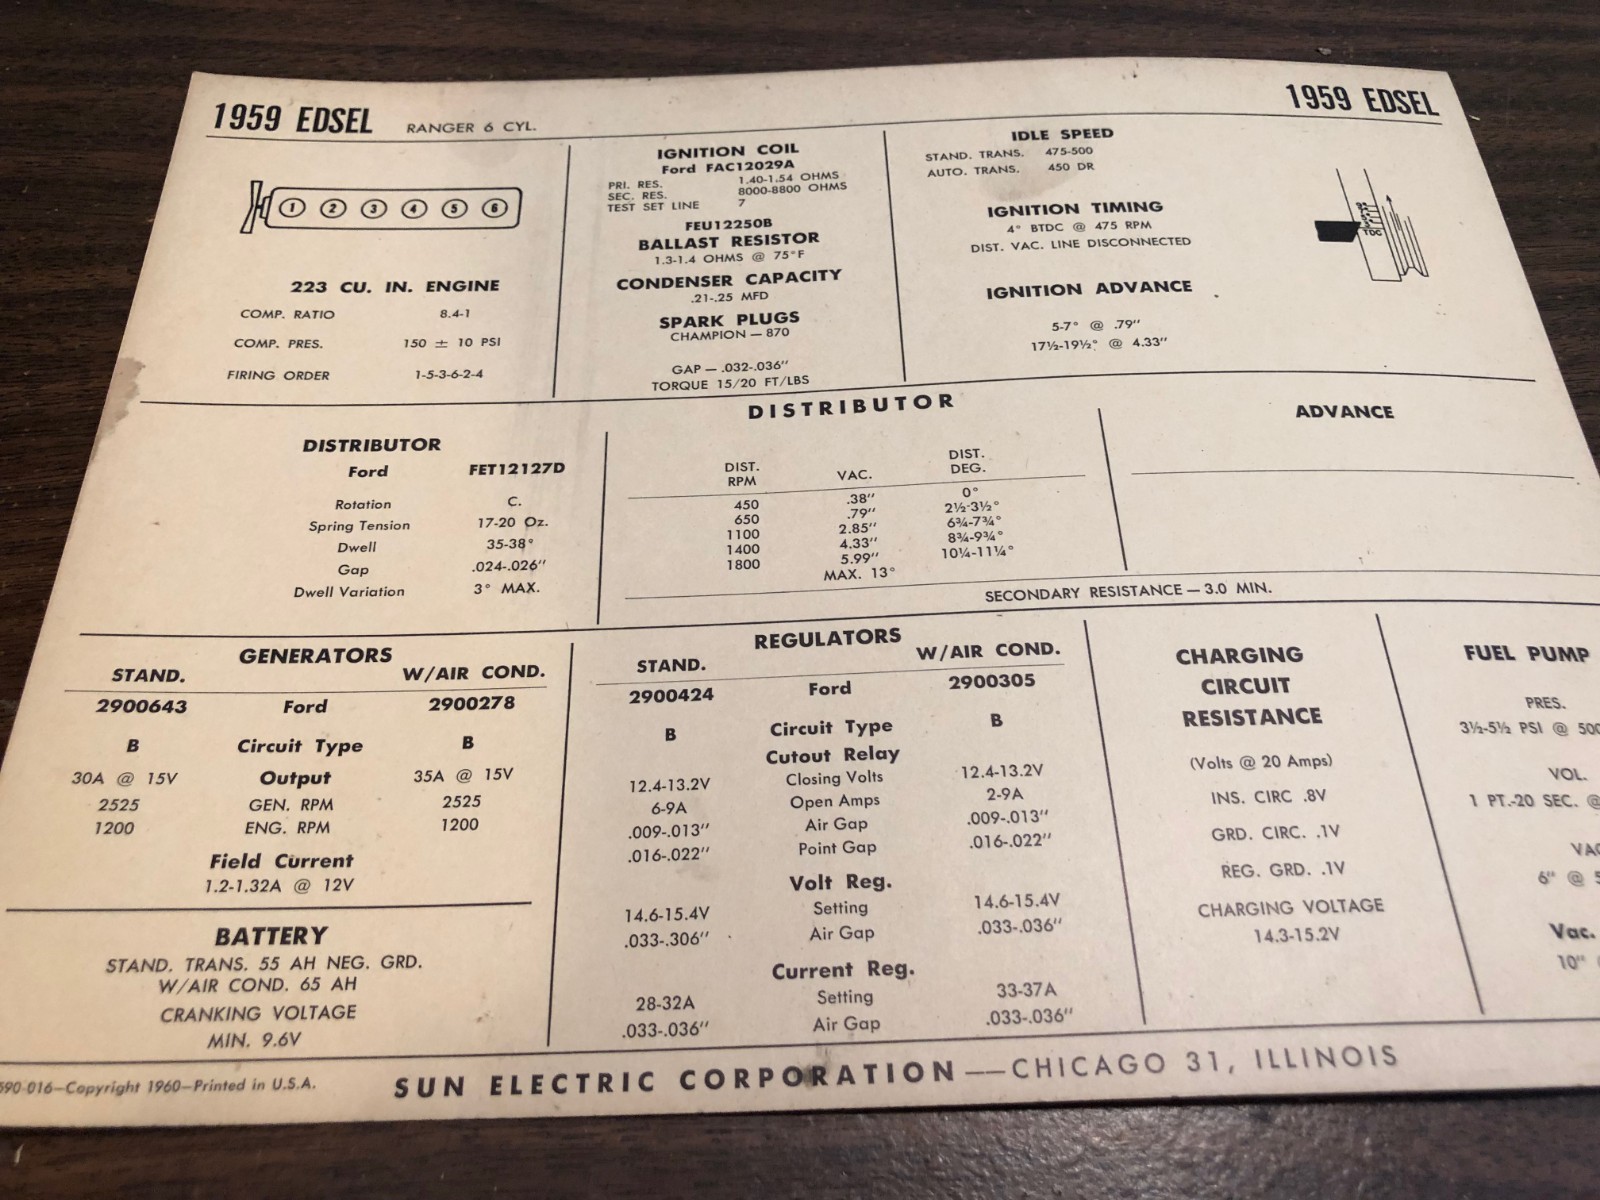 1959 EDSEL RANGER 6 CYL. 1959 EDSEL
1 2 3 4 5 6
223 CU. IN. ENGINE
COMP. RATIO 8.4-1
COMP. PRES. 150 ± 10 PSI
FIRING ORDER 1-5-3-6-2-4
IGNITION COIL
Ford FAC12029A
PRI. RES. 1.40-1.54 OHMS
SEC. RES. 8000-8800 OHMS
TEST SET LINE 7
FEU12250B
BALLAST RESISTOR
1.3-1.4 OHMS @ 75°F
CONDENSER CAPACITY
.21-.25 MFD
SPARK PLUGS
CHAMPION — 870
GAP — .032-.036"
TORQUE 15/20 FT/LBS
IDLE SPEED
STAND. TRANS. 475-500
AUTO. TRANS. 450 DR
IGNITION TIMING
4° BTDC @ 475 RPM
DIST. VAC. LINE DISCONNECTED
IGNITION ADVANCE
5-7° @ .79"
17½-19½° @ 4.33"
TDC
DISTRIBUTOR
DISTRIBUTOR
Ford FET12127D
Rotation C.
Spring Tension 17-20 Oz.
Dwell 35-38°
Gap .024-.026"
Dwell Variation 3° MAX.
DIST. RPM VAC. DIST. DEG.
450 .38" 0°
650 .79" 2½-3½°
1100 2.85" 6¾-7¾°
1400 4.33" 8¾-9¾°
1800 5.99" 10¼-11¼°
MAX. 13°
ADVANCE
SECONDARY RESISTANCE — 3.0 MIN.
GENERATORS
STAND. W/AIR COND.
2900643 Ford 2900278
B Circuit Type B
30A @ 15V Output 35A @ 15V
2525 GEN. RPM 2525
1200 ENG. RPM 1200
Field Current
1.2-1.32A @ 12V
BATTERY
STAND. TRANS. 55 AH NEG. GRD.
W/AIR COND. 65 AH
CRANKING VOLTAGE
MIN. 9.6V
REGULATORS
STAND. W/AIR COND.
2900424 Ford 2900305
B Circuit Type B
Cutout Relay
12.4-13.2V Closing Volts 12.4-13.2V
6-9A Open Amps 2-9A
.009-.013" Air Gap .009-.013"
.016-.022" Point Gap .016-.022"
Volt Reg.
14.6-15.4V Setting 14.6-15.4V
.033-.306" Air Gap .033-.036"
Current Reg.
28-32A Setting 33-37A
.033-.036" Air Gap .033-.036"
CHARGING
CIRCUIT
RESISTANCE
(Volts @ 20 Amps)
INS. CIRC .8V
GRD. CIRC. .1V
REG. GRD. .1V
CHARGING VOLTAGE
14.3-15.2V
FUEL PUMP
PRES.
3½-5½ PSI @ 500
VOL.
1 PT.-20 SEC. @
VAC
6" @ 5
Vac.
10"
590-016—Copyright 1960—Printed in U.S.A. SUN ELECTRIC CORPORATION — CHICAGO 31, ILLINOIS